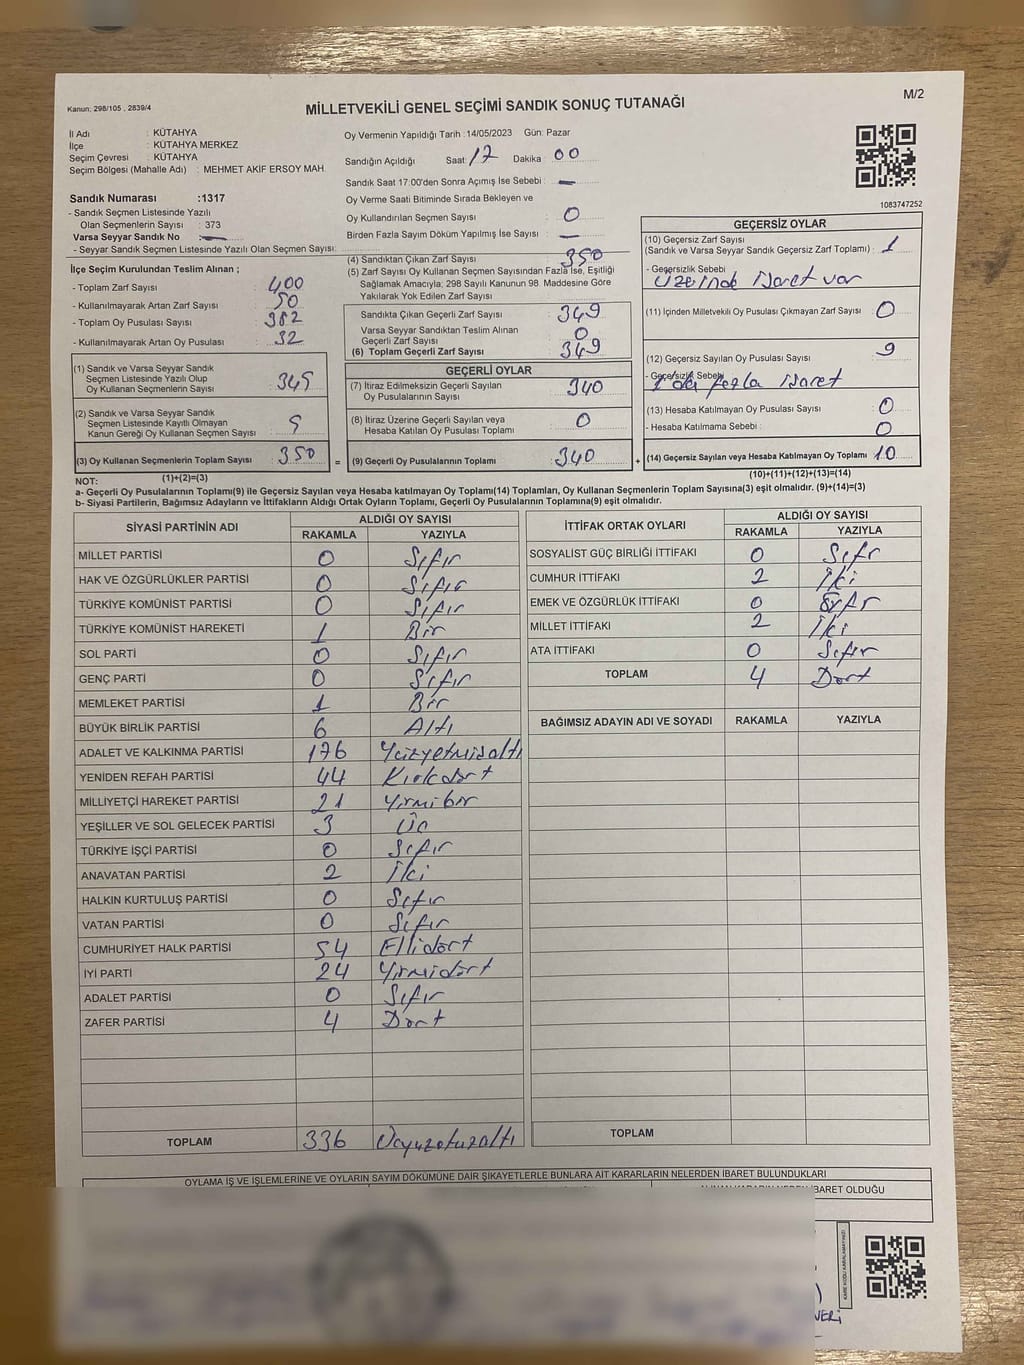 M/2
Kanun: 298/105 , 2839/4
MİLLETVEKİLİ GENEL SEÇİMİ SANDIK SONUÇ TUTANAĞI
İl Adı : KÜTAHYA
İlçe : KÜTAHYA MERKEZ
Seçim Çevresi : KÜTAHYA
Seçim Bölgesi (Mahalle Adı) : MEHMET AKİF ERSOY MAH.
Sandık Numarası :1317
- Sandık Seçmen Listesinde Yazılı
Olan Seçmenlerin Sayısı : 373
Varsa Seyyar Sandık No :
- Seyyar Sandık Seçmen Listesinde Yazılı Olan Seçmen Sayısı:
Oy Vermenin Yapıldığı Tarih :14/05/2023 Gün: Pazar
Sandığın Açıldığı Saat: 17 Dakika 00
Sandık Saat 17:00'den Sonra Açımış İse Sebebi : —
Oy Verme Saati Bitiminde Sırada Bekleyen ve
Oy Kullandırılan Seçmen Sayısı : 0
Birden Fazla Sayım Döküm Yapılmış İse Sayısı : —
1083747252
İlçe Seçim Kurulundan Teslim Alınan ;
- Toplam Zarf Sayısı : 400
- Kullanılmayarak Artan Zarf Sayısı : 50
- Toplam Oy Pusulası Sayısı : 382
- Kullanılmayarak Artan Oy Pusulası : 32
(1) Sandık ve Varsa Seyyar Sandık
Seçmen Listesinde Yazılı Olup
Oy Kullanan Seçmenlerin Sayısı : 345
(2) Sandık ve Varsa Seyyar Sandık
Seçmen Listesinde Kayıtlı Olmayan
Kanun Gereği Oy Kullanan Seçmen Sayısı : 5
(3) Oy Kullanan Seçmenlerin Toplam Sayısı : 350
(1)+(2)=(3)
(4) Sandıktan Çıkan Zarf Sayısı : 350
(5) Zarf Sayısı Oy Kullanan Seçmen Sayısından Fazla İse, Eşitliği
Sağlamak Amacıyla; 298 Sayılı Kanunun 98. Maddesine Göre
Yakılarak Yok Edilen Zarf Sayısı :
Sandıkta Çıkan Geçerli Zarf Sayısı : 349
Varsa Seyyar Sandıktan Teslim Alınan
Geçerli Zarf Sayısı : 0
(6) Toplam Geçerli Zarf Sayısı : 349
GEÇERLİ OYLAR
(7) İtiraz Edilmeksizin Geçerli Sayılan
Oy Pusulasının Sayısı : 340
(8) İtiraz Üzerine Geçerli Sayılan veya
Hesaba Katılan Oy Pusulası Toplamı : 0
= (9) Geçerli Oy Pusulalarının Toplamı : 340
GEÇERSİZ OYLAR
(10) Geçersiz Zarf Sayısı
(Sandık ve Varsa Seyyar Sandık Geçersiz Zarf Toplamı) : 1
- Geçersizlik Sebebi
Üzerinde işaret var
(11) İçinden Milletvekili Oy Pusulası Çıkmayan Zarf Sayısı : 0
(12) Geçersiz Sayılan Oy Pusulası Sayısı : 9
- Geçersizlik Sebebi
1 den fazla işaret
(13) Hesaba Katılmayan Oy Pusulası Sayısı : 0
- Hesaba Katılmama Sebebi : 0
+ (14) Geçersiz Sayılan veya Hesaba Katılmayan Oy Toplamı : 10
(10)+(11)+(12)+(13)=(14)
NOT:
a- Geçerli Oy Pusulalarının Toplamı(9) ile Geçersiz Sayılan veya Hesaba katılmayan Oy Toplamı(14) Toplamları, Oy Kullanan Seçmenlerin Toplam Sayısına(3) eşit olmalıdır. (9)+(14)=(3)
b- Siyasi Partilerin, Bağımsız Adayların ve İttifakların Aldığı Ortak Oyların Toplamı, Geçerli Oy Pusulalarının Toplamına(9) eşit olmalıdır.
SİYASİ PARTİNİN ADI ALDIĞI OY SAYISI
RAKAMLA YAZIYLA
MİLLET PARTİSİ 0 Sıfır
HAK VE ÖZGÜRLÜKLER PARTİSİ 0 Sıfır
TÜRKİYE KOMÜNİST PARTİSİ 0 Sıfır
TÜRKİYE KOMÜNİST HAREKETİ 1 Bir
SOL PARTİ 0 Sıfır
GENÇ PARTİ 0 Sıfır
MEMLEKET PARTİSİ 1 Bir
BÜYÜK BİRLİK PARTİSİ 6 Altı
ADALET VE KALKINMA PARTİSİ 176 Yüzyetmişaltı
YENİDEN REFAH PARTİSİ 44 Kırkdört
MİLLİYETÇİ HAREKET PARTİSİ 21 Yirmibir
YEŞİLLER VE SOL GELECEK PARTİSİ 3 Üç
TÜRKİYE İŞÇİ PARTİSİ 0 Sıfır
ANAVATAN PARTİSİ 2 İki
HALKIN KURTULUŞ PARTİSİ 0 Sıfır
VATAN PARTİSİ 0 Sıfır
CUMHURİYET HALK PARTİSİ 54 Ellidört
İYİ PARTİ 24 Yirmidört
ADALET PARTİSİ 0 Sıfır
ZAFER PARTİSİ 4 Dört
TOPLAM 336 Üçyüzotuzaltı
İTTİFAK ORTAK OYLARI ALDIĞI OY SAYISI
RAKAMLA YAZIYLA
SOSYALİST GÜÇ BİRLİĞİ İTTİFAKI 0 Sıfır
CUMHUR İTTİFAKI 2 İki
EMEK VE ÖZGÜRLÜK İTTİFAKI 0 Sıfır
MİLLET İTTİFAKI 2 İki
ATA İTTİFAKI 0 Sıfır
TOPLAM 4 Dört
BAĞIMSIZ ADAYIN ADI VE SOYADI RAKAMLA YAZIYLA
TOPLAM
OYLAMA İŞ VE İŞLEMLERİNE VE OYLARIN SAYIM DÖKÜMÜNE DAİR ŞİKAYETLERLE BUNLARA AİT KARARLARIN NELERDEN İBARET BULUNDUKLARI
İBARET OLDUĞU